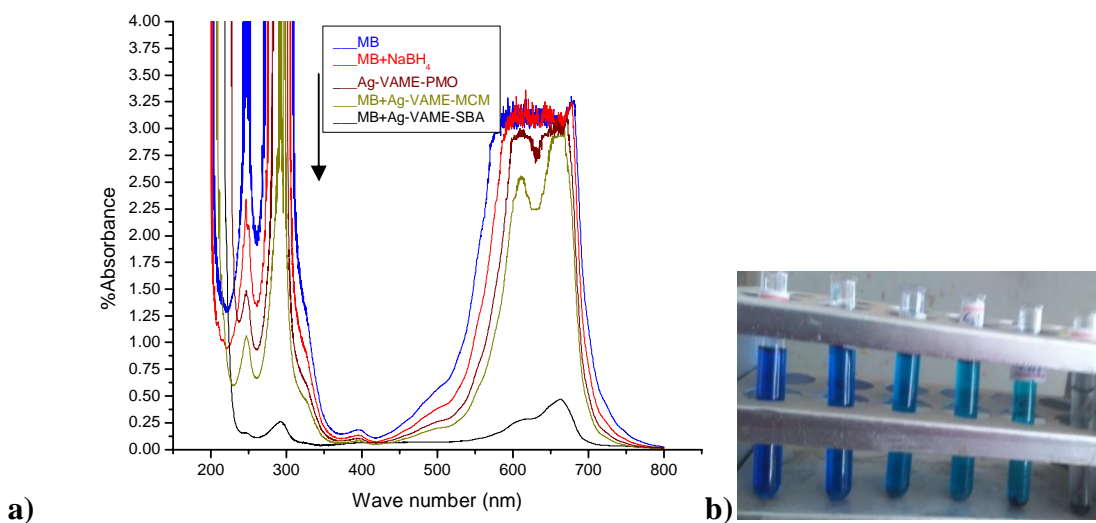 4.00
3.75
3.50
3.25
3.00
2.75
2.50
2.25
2.00
1.75
1.50
1.25
1.00
0.75
0.50
0.25
0.00
%Absorbance
MB
MB+NaBH₄
Ag-VAME-PMO
MB+Ag-VAME-MCM
MB+Ag-VAME-SBA
200 300 400 500 600 700 800
Wave number (nm)
a)
b)